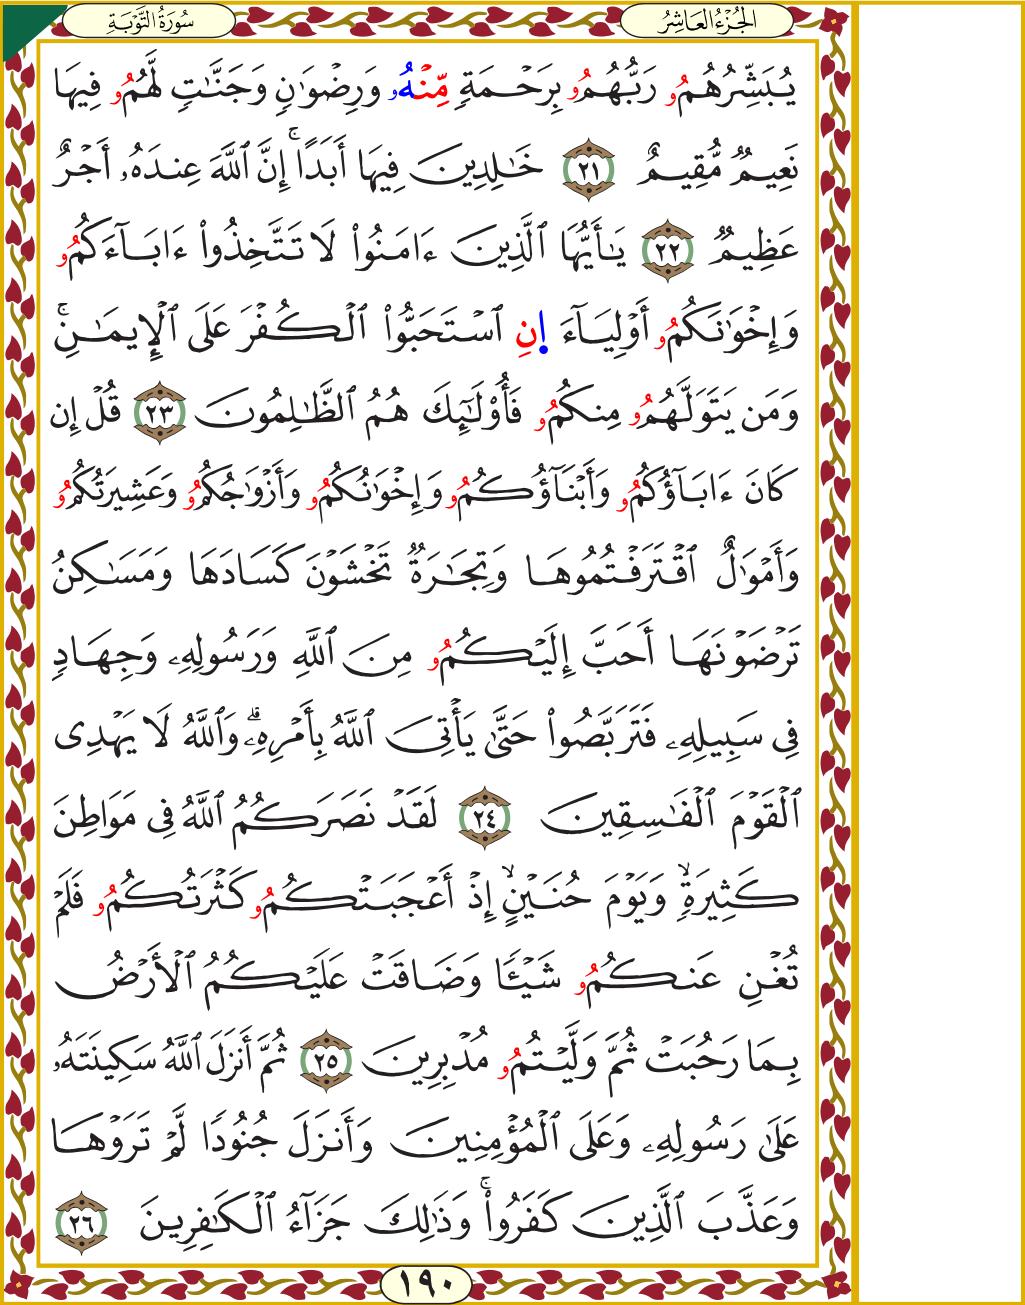 الجُزْءُ العَاشِرُ
سُورَةُ التَّوْبَةِ
يُبَشِّرُهُمُو رَبُّهُمُو بِرَحْمَةٍ مِّنْهُو وَرِضْوَانٍ وَجَنَّاتٍ لَّهُمُو فِيهَا
نَعِيمٌ مُّقِيمٌ ٢١ خَٰلِدِينَ فِيهَا أَبَدًاۚ إِنَّ ٱللَّهَ عِندَهُۥ أَجْرٌ
عَظِيمٌ ٢٢ يَٰأَيُّهَا ٱلَّذِينَ ءَامَنُوا۟ لَا تَتَّخِذُوا۟ ءَابَآءَكُمُو
وَإِخْوَٰنَكُمُو أَوْلِيَآءَ إِنِ ٱسْتَحَبُّوا۟ ٱلْكُفْرَ عَلَى ٱلْإِيمَٰنِۚ
وَمَن يَتَوَلَّهُمُو مِنكُمُو فَأُو۟لَٰٓئِكَ هُمُ ٱلظَّٰلِمُونَ ٢٣ قُلْ إِن
كَانَ ءَابَآؤُكُمُو وَأَبْنَآؤُكُمُو وَإِخْوَٰنُكُمُو وَأَزْوَٰجُكُمُو وَعَشِيرَتُكُمُو
وَأَمْوَٰلٌ ٱقْتَرَفْتُمُوهَا وَتِجَٰرَةٌ تَخْشَوْنَ كَسَادَهَا وَمَسَٰكِنُ
تَرْضَوْنَهَا أَحَبَّ إِلَيْكُمُو مِنَ ٱللَّهِ وَرَسُولِهِۦ وَجِهَادٍ
فِى سَبِيلِهِۦ فَتَرَبَّصُوا۟ حَتَّىٰ يَأْتِىَ ٱللَّهُ بِأَمْرِهِۦۗ وَٱللَّهُ لَا يَهْدِى
ٱلْقَوْمَ ٱلْفَٰسِقِينَ ٢٤ لَقَدْ نَصَرَكُمُ ٱللَّهُ فِى مَوَاطِنَ
كَثِيرَةٍۙ وَيَوْمَ حُنَيْنٍۙ إِذْ أَعْجَبَتْكُمُو كَثْرَتُكُمُو فَلَمْ
تُغْنِ عَنكُمُو شَيْـًٔا وَضَاقَتْ عَلَيْكُمُ ٱلْأَرْضُ
بِمَا رَحُبَتْ ثُمَّ وَلَّيْتُمُو مُدْبِرِينَ ٢٥ ثُمَّ أَنزَلَ ٱللَّهُ سَكِينَتَهُۥ
عَلَىٰ رَسُولِهِۦ وَعَلَى ٱلْمُؤْمِنِينَ وَأَنزَلَ جُنُودًا لَّمْ تَرَوْهَا
وَعَذَّبَ ٱلَّذِينَ كَفَرُوا۟ۚ وَذَٰلِكَ جَزَآءُ ٱلْكَٰفِرِينَ ٢٦
١٩٠